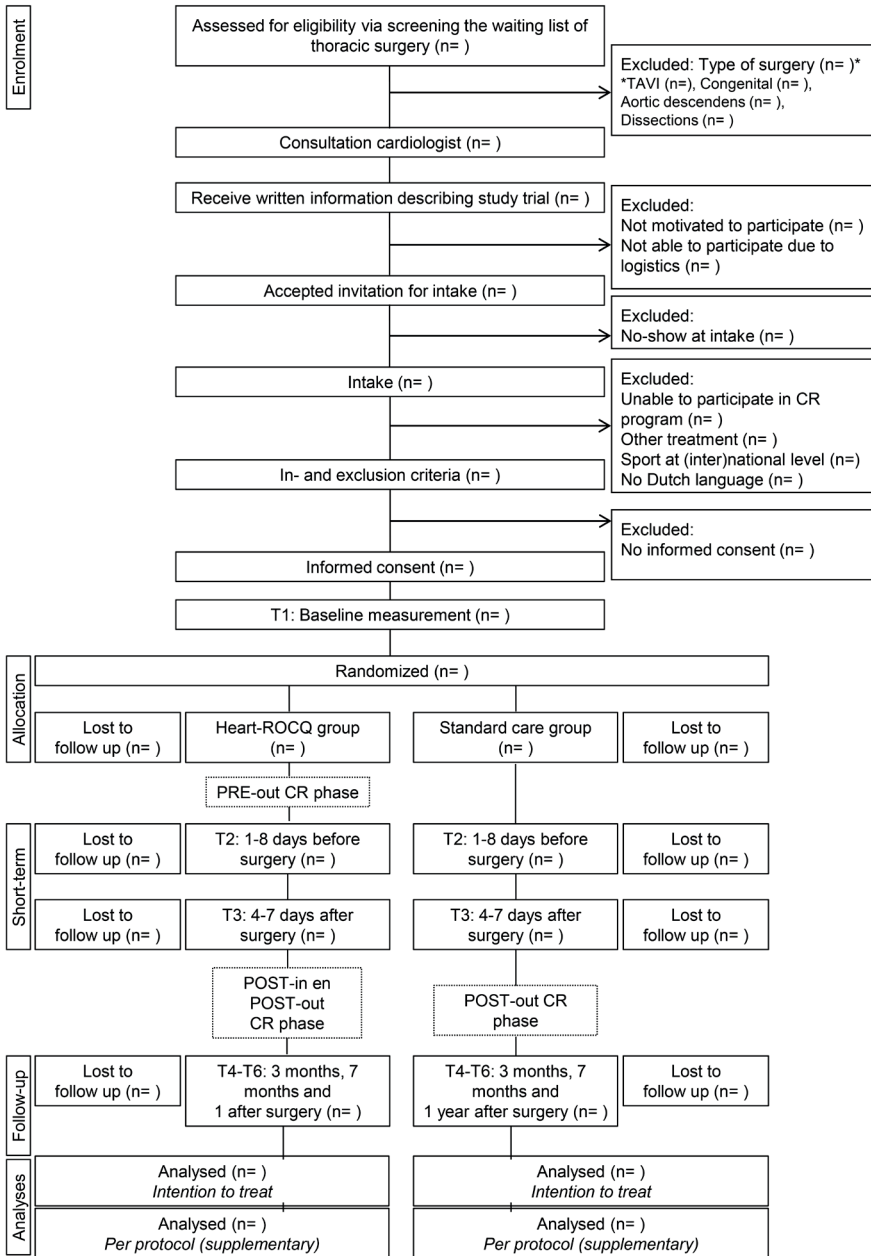 Enrolment
Assessed for eligibility via screening the waiting list of
thoracic surgery (n= )
Excluded: Type of surgery (n= )*
*TAVI (n=), Congenital (n= ),
Aortic descendens (n= ),
Dissections (n= )
Consultation cardiologist (n= )
Receive written information describing study trial (n= )
Excluded:
Not motivated to participate (n= )
Not able to participate due to
logistics (n= )
Accepted invitation for intake (n= )
Excluded:
No-show at intake (n= )
Intake (n= )
Excluded:
Unable to participate in CR
program (n= )
Other treatment (n= )
Sport at (inter)national level (n=)
No Dutch language (n= )
In- and exclusion criteria (n= )
Excluded:
No informed consent (n= )
Informed consent (n= )
T1: Baseline measurement (n= )
Allocation
Randomized (n= )
Lost to
follow up (n= )
Heart-ROCQ group
(n= )
Standard care group
(n= )
Lost to
follow up (n= )
PRE-out CR phase
Short-term
Lost to
follow up (n= )
T2: 1-8 days before
surgery (n= )
T2: 1-8 days before
surgery (n= )
Lost to
follow up (n= )
Lost to
follow up (n= )
T3: 4-7 days after
surgery (n= )
T3: 4-7 days after
surgery (n= )
Lost to
follow up (n= )
POST-in en
POST-out
CR phase
POST-out CR
phase
Follow-up
Lost to
follow up (n= )
T4-T6: 3 months, 7
months and
1 after surgery (n= )
T4-T6: 3 months, 7
months and
1 year after surgery (n= )
Lost to
follow up (n= )
Analyses
Analysed (n= )
Intention to treat
Analysed (n= )
Intention to treat
Analysed (n= )
Per protocol (supplementary)
Analysed (n= )
Per protocol (supplementary)